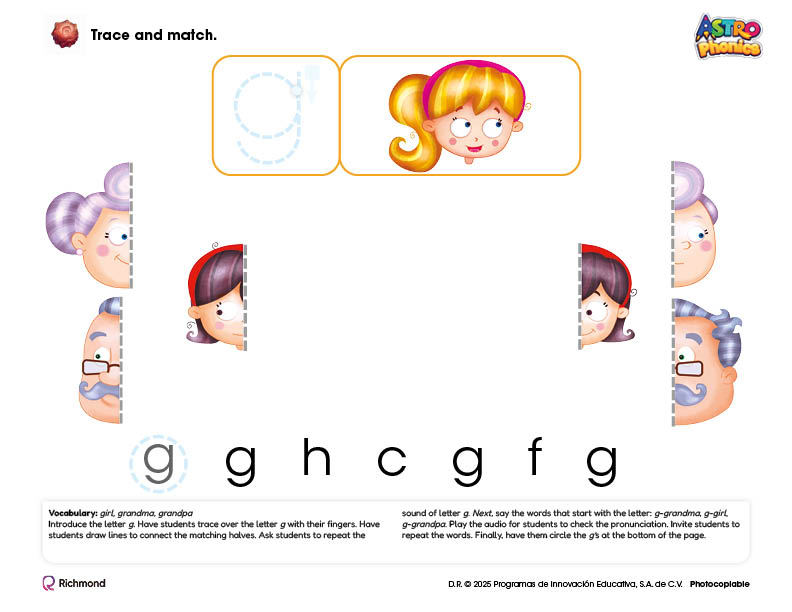 Trace and match.
ASTRO
Phonics
g
g g h c g f g
Vocabulary: girl, grandma, grandpa
Introduce the letter g. Have students trace over the letter g with their fingers. Have
students draw lines to connect the matching halves. Ask students to repeat the
sound of letter g. Next, say the words that start with the letter: g-grandma, g-girl,
g-grandpa. Play the audio for students to check the pronunciation. Invite students to
repeat the words. Finally, have them circle the g's at the bottom of the page.
Richmond
D.R. © 2025 Programas de Innovación Educativa, S.A. de C.V. Photocopiable